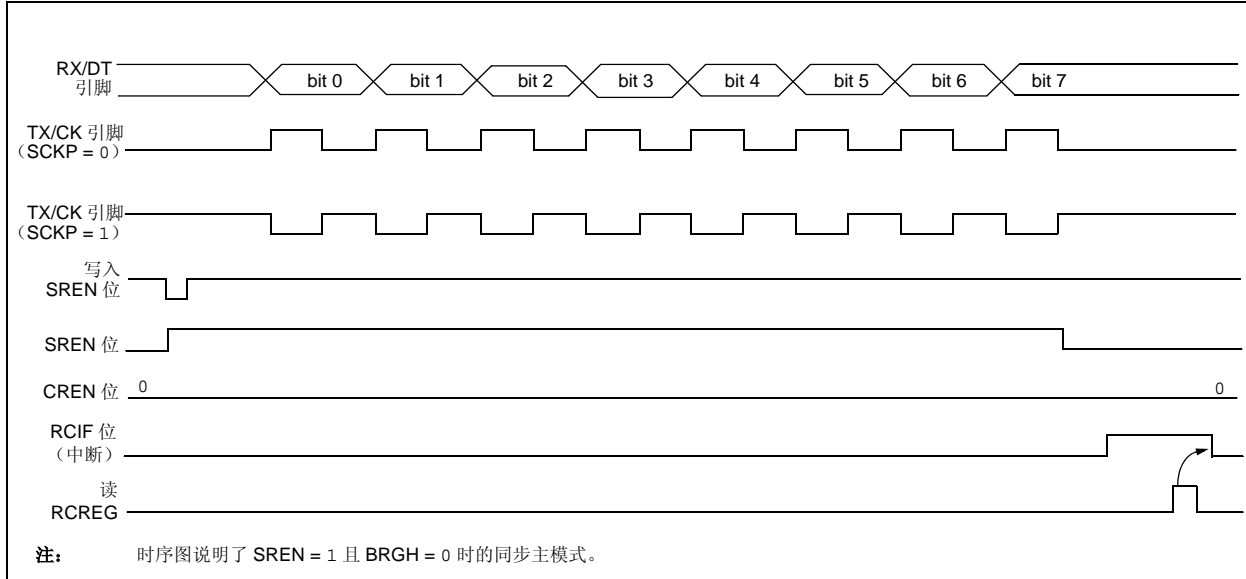 RX/DT
引脚
bit 0 bit 1 bit 2 bit 3 bit 4 bit 5 bit 6 bit 7
TX/CK 引脚
（SCKP = 0）
TX/CK 引脚
（SCKP = 1）
写入
SREN 位
SREN 位
CREN 位 0 0
RCIF 位
（中断）
读
RCREG
注： 时序图说明了 SREN = 1 且 BRGH = 0 时的同步主模式。